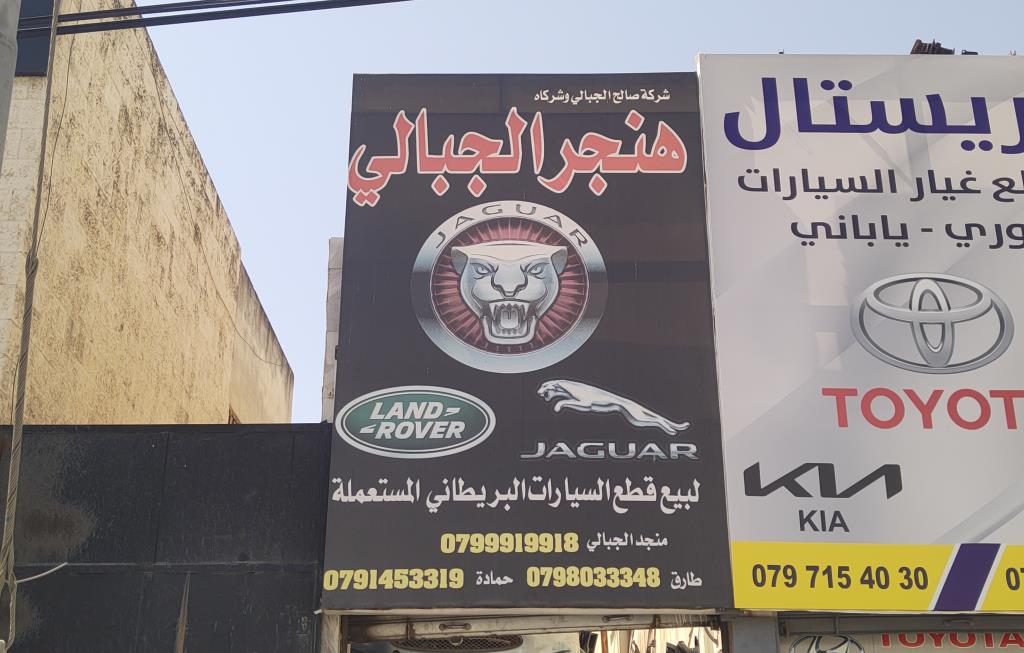 شركة صالح الجبالي وشركاه
هنجر الجبالي
JAGUAR
LAND-
-ROVER
JAGUAR
لبيع قطع السيارات البريطاني المستعملة
منجد الجبالي 0799919918
طارق 0798033348 حمادة 0791453319
ريستال
غيار السيارات
وري - ياباني
TOYOT
KIA
KIA
079 715 40 30
TOYOTA